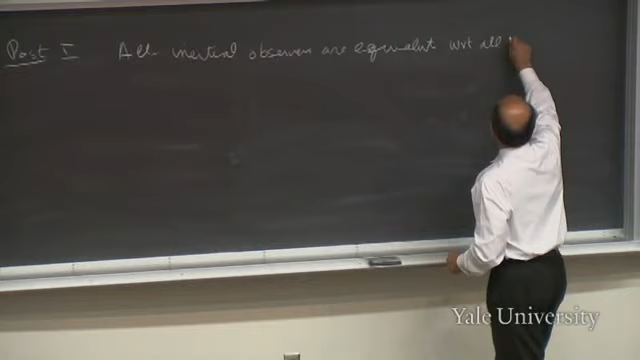 Post I All inertial observers are equivalent wrt all
Yale University